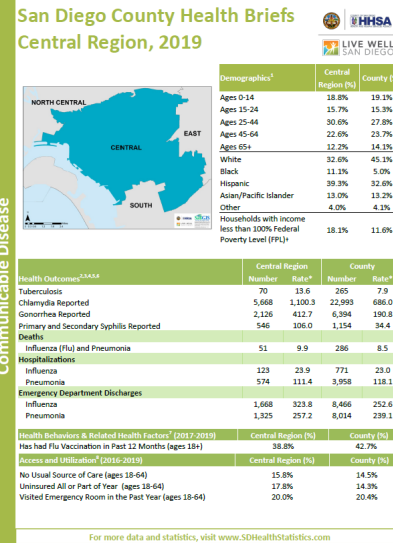 San Diego County Health Briefs
Central Region, 2019
HHSA
LIVE WELL
SAN DIEGO
Communicable Disease
NORTH CENTRAL
EAST
CENTRAL
SOUTH
Demographics¹ Central Region (%) County (%
Ages 0-14 18.8% 19.1%
Ages 15-24 15.7% 15.3%
Ages 25-44 30.6% 27.8%
Ages 45-64 22.6% 23.7%
Ages 65+ 12.2% 14.1%
White 32.6% 45.1%
Black 11.1% 5.0%
Hispanic 39.3% 32.6%
Asian/Pacific Islander 13.0% 13.2%
Other 4.0% 4.1%
Households with income
less than 100% Federal 18.1% 11.6%
Poverty Level (FPL)+
Central Region County
Health Outcomes Number Rate* Number Rate*
Tuberculosis 70 13.6 265 7.9
Chlamydia Reported 5,668 1,100.3 22,993 686.0
Gonorrhea Reported 2,126 412.7 6,394 190.8
Primary and Secondary Syphilis Reported 546 106.0 1,154 34.4
Deaths
Influenza (Flu) and Pneumonia 51 9.9 286 8.5
Hospitalizations
Influenza 123 23.9 771 23.0
Pneumonia 574 111.4 3,958 118.1
Emergency Department Discharges
Influenza 1,668 323.8 8,466 252.6
Pneumonia 1,325 257.2 8,014 239.1
Health Behaviors & Related Health Factors⁷ (2017-2019) Central Region (%) County (%)
Has had Flu Vaccination in Past 12 Months (ages 18+) 38.8% 42.7%
Access and Utilization⁸ (2016-2019) Central Region (%) County (%)
No Usual Source of Care (ages 18-64) 15.8% 14.5%
Uninsured All or Part of Year (ages 18-64) 17.8% 14.3%
Visited Emergency Room in the Past Year (ages 18-64) 20.0% 20.4%
For more data and statistics, visit www.SDHealthStatistics.com